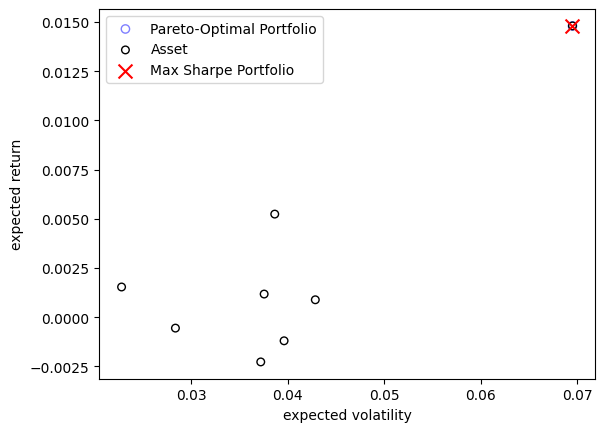 Pareto-Optimal Portfolio
Asset
Max Sharpe Portfolio
0.0150
0.0125
0.0100
0.0075
0.0050
0.0025
0.0000
−0.0025
expected return
0.03 0.04 0.05 0.06 0.07
expected volatility